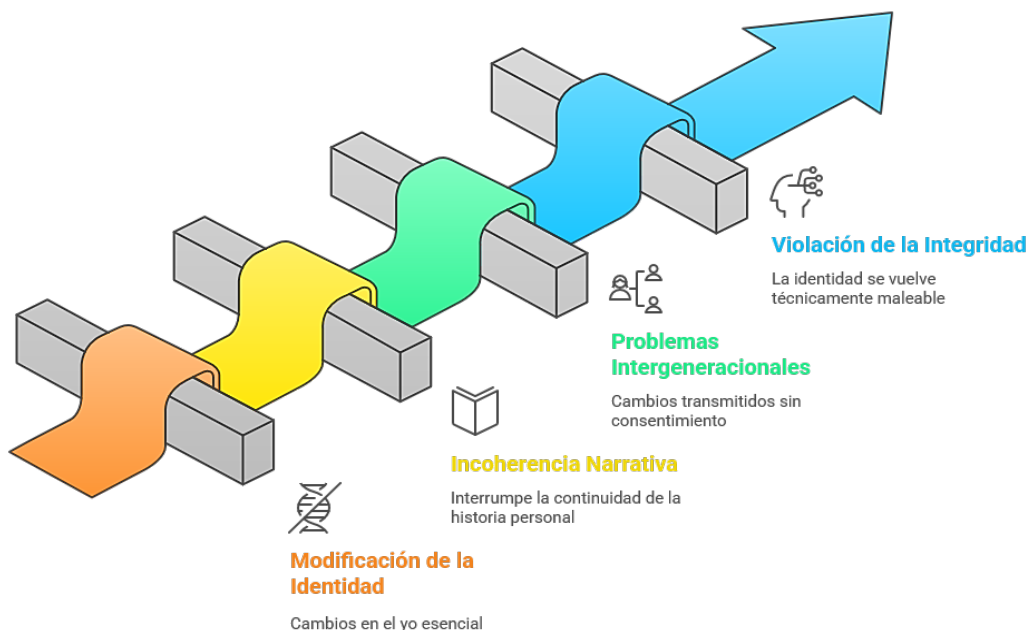 Violación de la Integridad
La identidad se vuelve
técnicamente maleable
Problemas
Intergeneracionales
Cambios transmitidos sin
consentimiento
Incoherencia Narrativa
Interrumpe la continuidad de la
historia personal
Modificación de la
Identidad
Cambios en el yo esencial